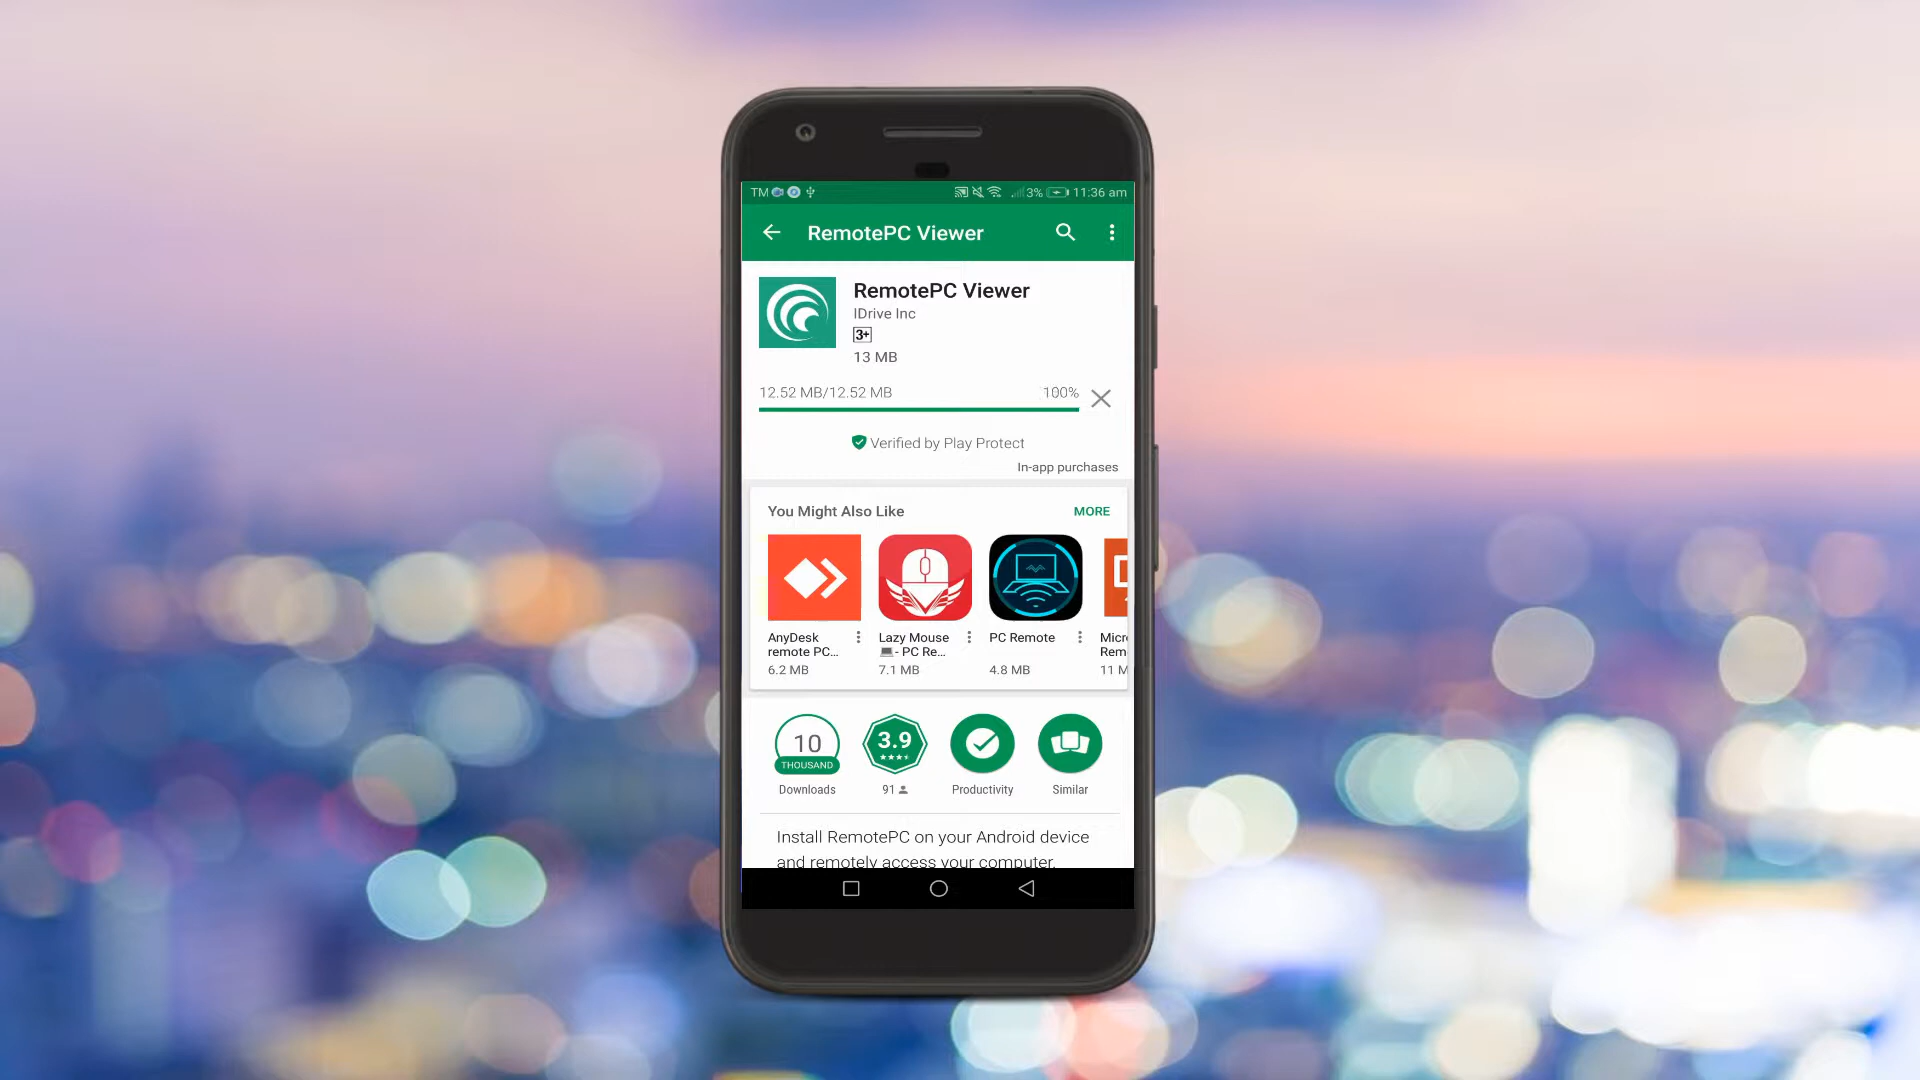 TM 3% 11:36 am
RemotePC Viewer
RemotePC Viewer
IDrive Inc
3+
13 MB
12.52 MB/12.52 MB 100%
Verified by Play Protect
In-app purchases
You Might Also Like MORE
AnyDesk
remote PC...
6.2 MB
Lazy Mouse
💻- PC Re...
7.1 MB
PC Remote
4.8 MB
Micr
Rem
11 M
10
THOUSAND
Downloads
3.9
91
Productivity
Similar
Install RemotePC on your Android device
and remotely access your computer.